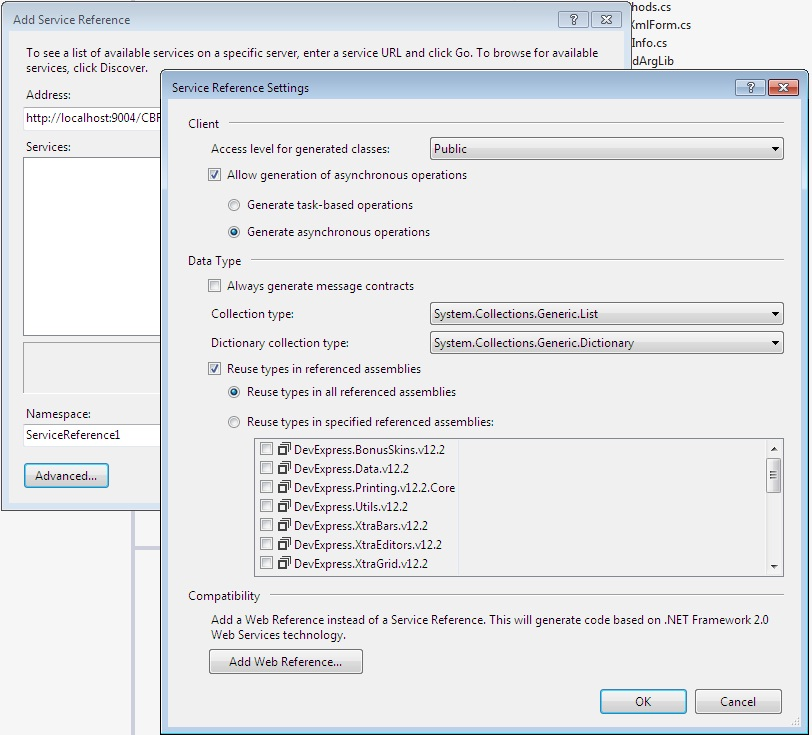 Add Service Reference
To see a list of available services on a specific server, enter a service URL and click Go. To browse for available
services, click Discover.
Address:
http://localhost:9004/CBF
Services:
Namespace:
ServiceReference1
Advanced...
hods.cs
XmlForm.cs
Info.cs
dArgLib
Service Reference Settings
Client
Access level for generated classes:
Public
Allow generation of asynchronous operations
Generate task-based operations
Generate asynchronous operations
Data Type
Always generate message contracts
Collection type:
System.Collections.Generic.List
Dictionary collection type:
System.Collections.Generic.Dictionary
Reuse types in referenced assemblies
Reuse types in all referenced assemblies
Reuse types in specified referenced assemblies:
DevExpress.BonusSkins.v12.2
DevExpress.Data.v12.2
DevExpress.Printing.v12.2.Core
DevExpress.Utils.v12.2
DevExpress.XtraBars.v12.2
DevExpress.XtraEditors.v12.2
DevExpress.XtraGrid.v12.2
Compatibility
Add a Web Reference instead of a Service Reference. This will generate code based on .NET Framework 2.0
Web Services technology.
Add Web Reference...
OK
Cancel